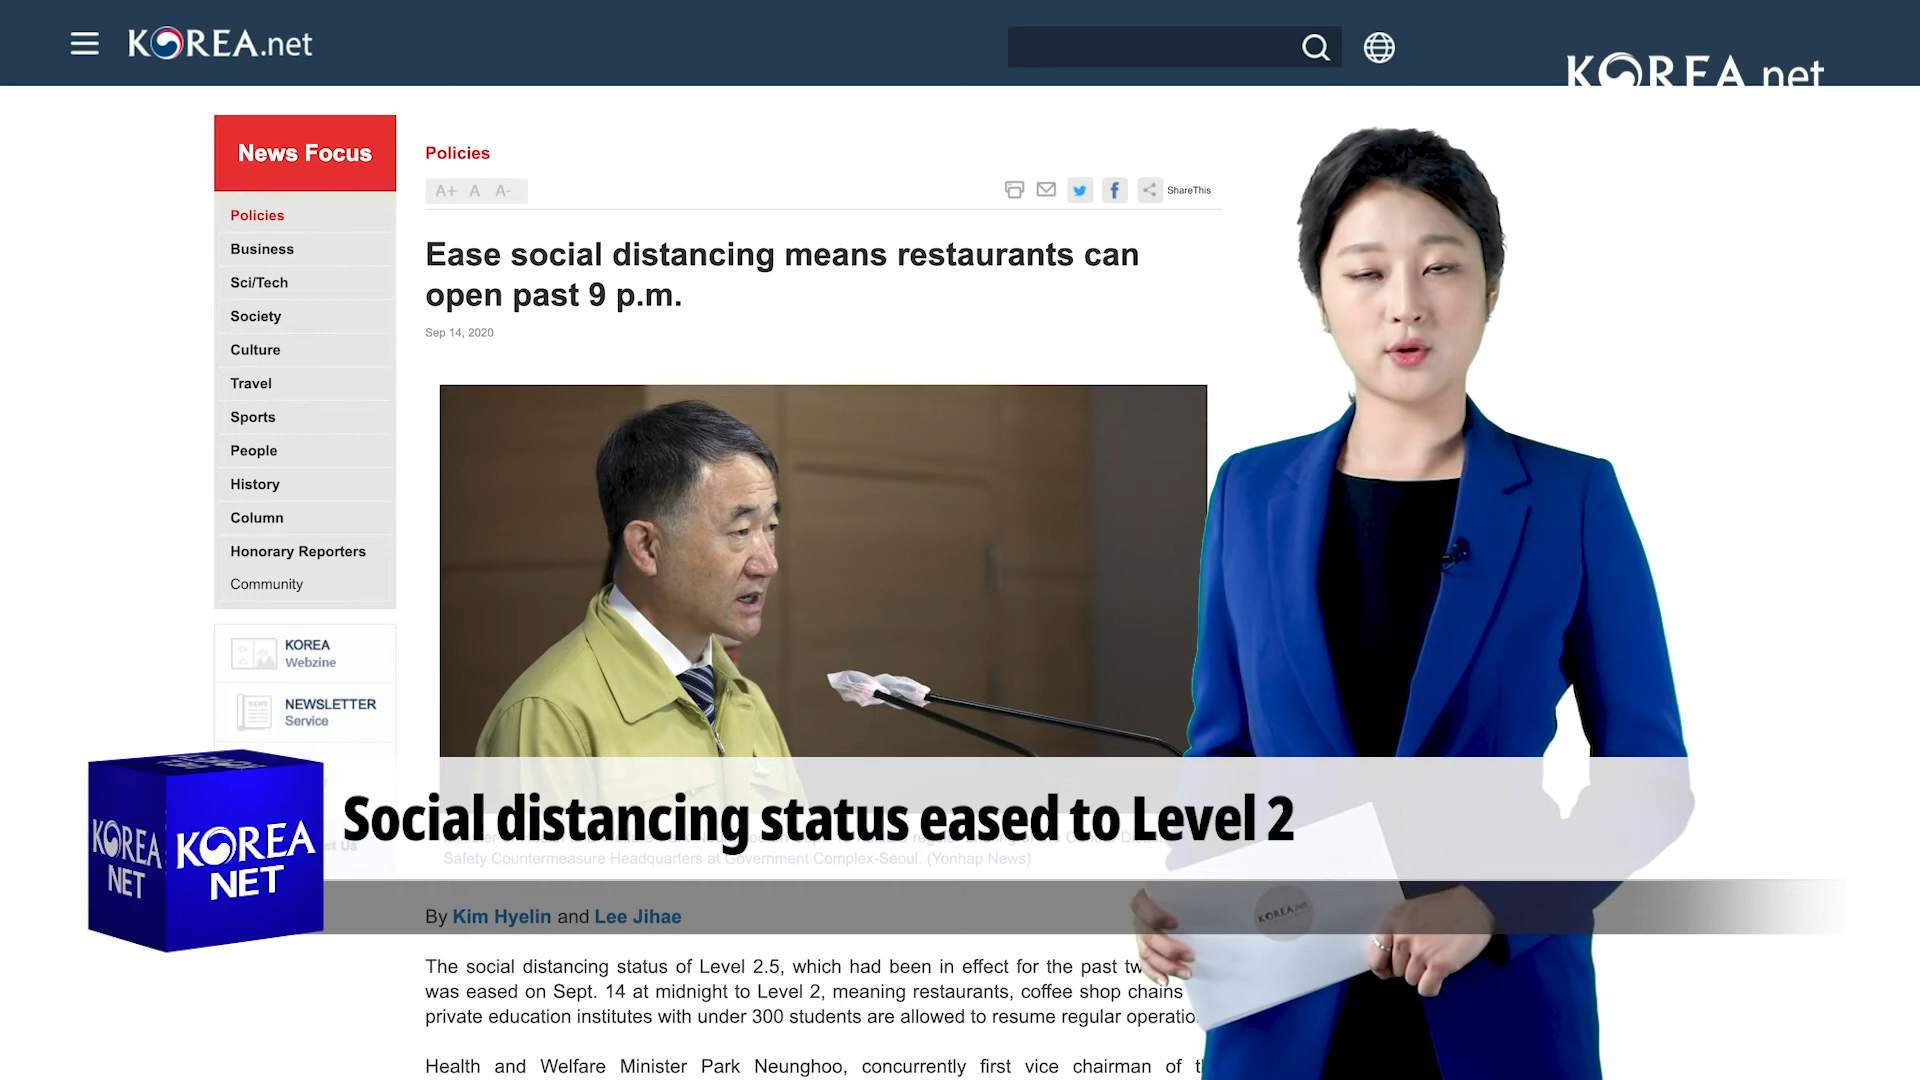 KOREA.net
KOREA.net
News Focus
Policies
Business
Sci/Tech
Society
Culture
Travel
Sports
People
History
Column
Honorary Reporters
Community
KOREA
Webzine
NEWS
NEWSLETTER
Service
Policies
A+ A A-
ShareThis
Ease social distancing means restaurants can
open past 9 p.m.
Sep 14, 2020
KOREA
NET
KOREA
NET
Social distancing status eased to Level 2
Safety Countermeasure Headquarters at Government Complex-Seoul. (Yonhap News)
KOREA.net
By Kim Hyelin and Lee Jihae
The social distancing status of Level 2.5, which had been in effect for the past
was eased on Sept. 14 at midnight to Level 2, meaning restaurants, coffee shop chains
private education institutes with under 300 students are allowed to resume regular
Health and Welfare Minister Park Neunghoo, concurrently first vice chairman of